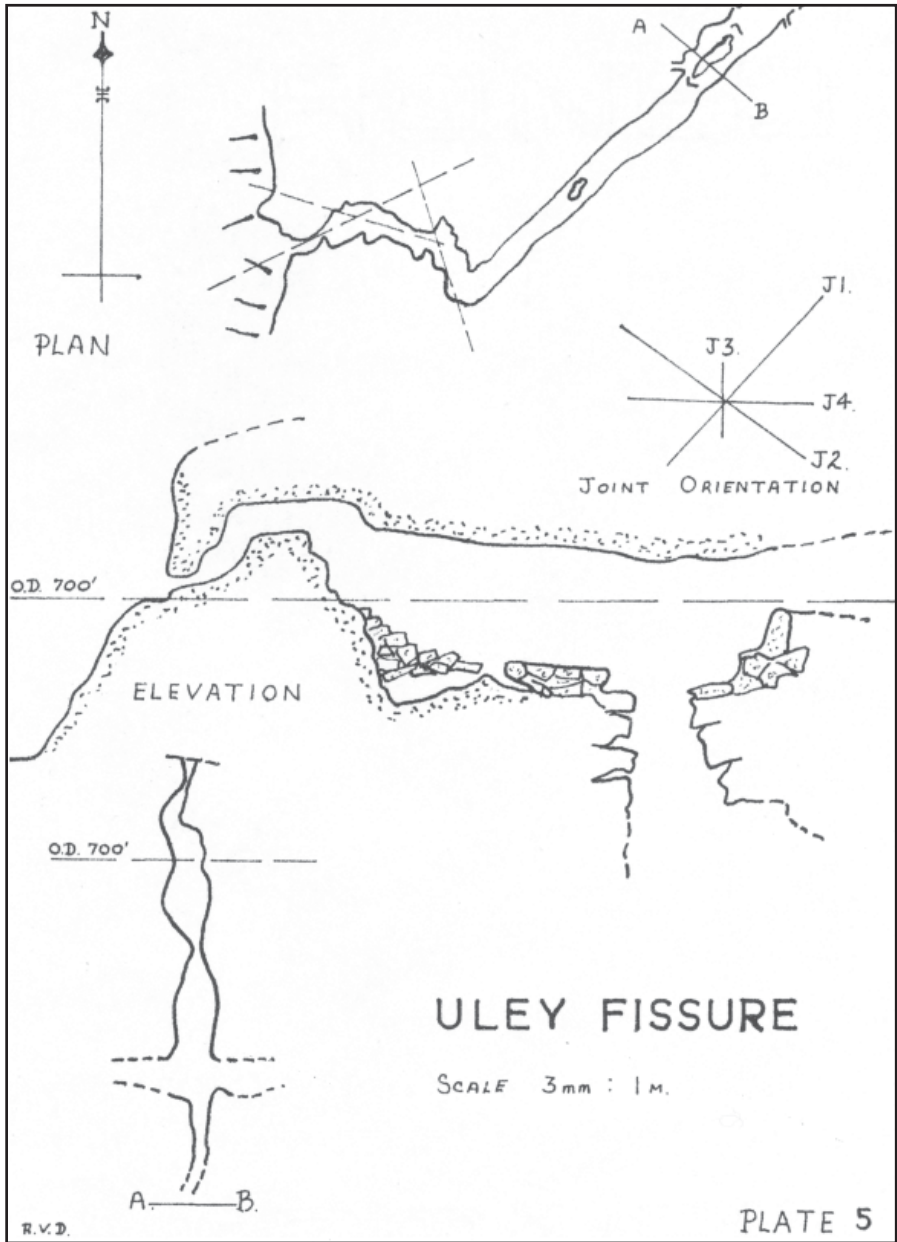 N
A
B
PLAN
J1.
J3.
J4.
J2.
JOINT ORIENTATION
O.D. 700'
ELEVATION
O.D. 700'
ULEY FISSURE
SCALE 3mm : 1M.
A. B.
R.V.D.
PLATE 5